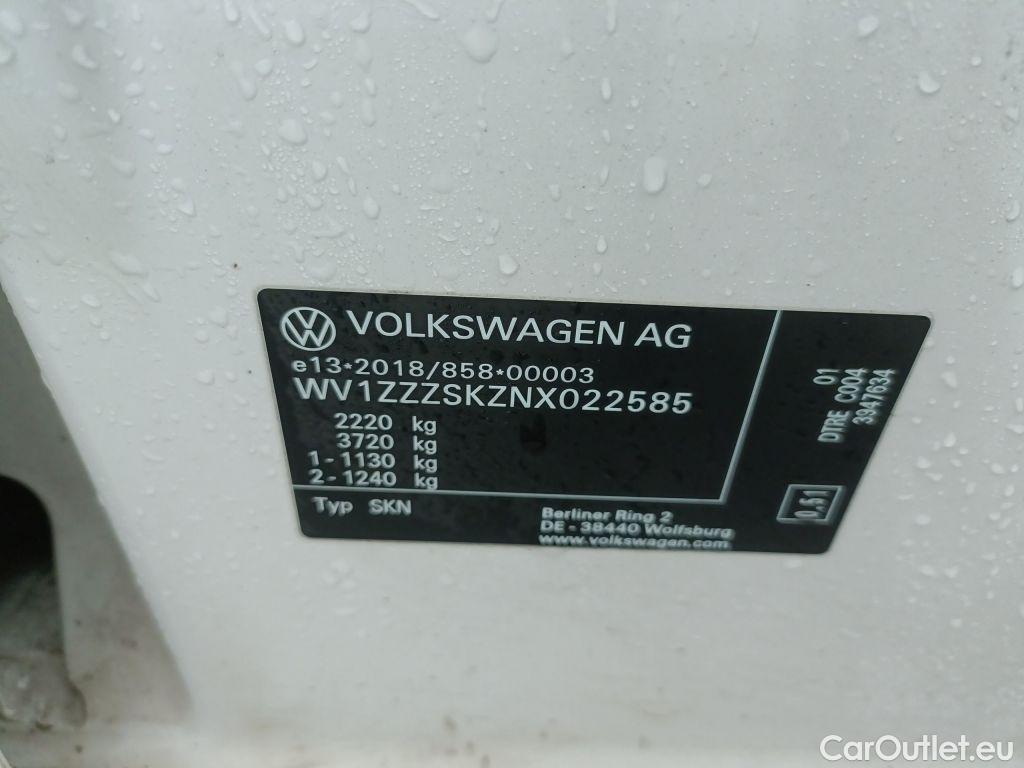 VOLKSWAGEN AG
e13*2018/858*00003
WV1ZZZSKZNX022585
2220 kg
3720 kg
1 - 1130 kg
2 - 1240 kg
Typ SKN
Berliner Ring 2
DE - 38440 Wolfsburg
www.volkswagen.com
01
DTRE C004
3947634
0.51
CarOutlet.eu